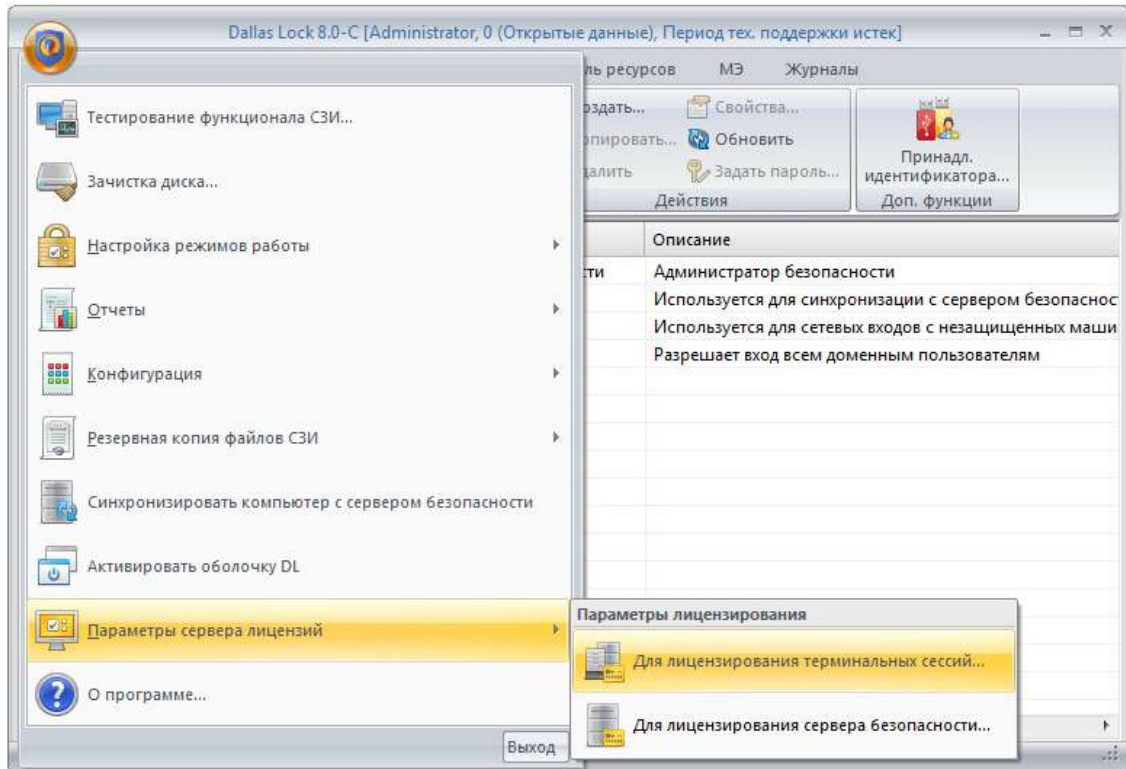 Dallas Lock 8.0-C [Administrator, 0 (Открытые данные), Период тех. поддержки истек]
ль ресурсов МЭ Журналы
оздать... Свойства...
опировать... Обновить
далить Задать пароль...
Действия
Принадл.
идентификатора...
Доп. функции
Тестирование функционала СЗИ...
Зачистка диска...
Настройка режимов работы
Отчеты
Конфигурация
Резервная копия файлов СЗИ
Синхронизировать компьютер с сервером безопасности
Активировать оболочку DL
Параметры сервера лицензий
О программе...
Выход
Описание
сти Администратор безопасности
Используется для синхронизации с сервером безопаснос
Используется для сетевых входов с незащищенных маши
Разрешает вход всем доменным пользователям
Параметры лицензирования
Для лицензирования терминальных сессий...
Для лицензирования сервера безопасности...